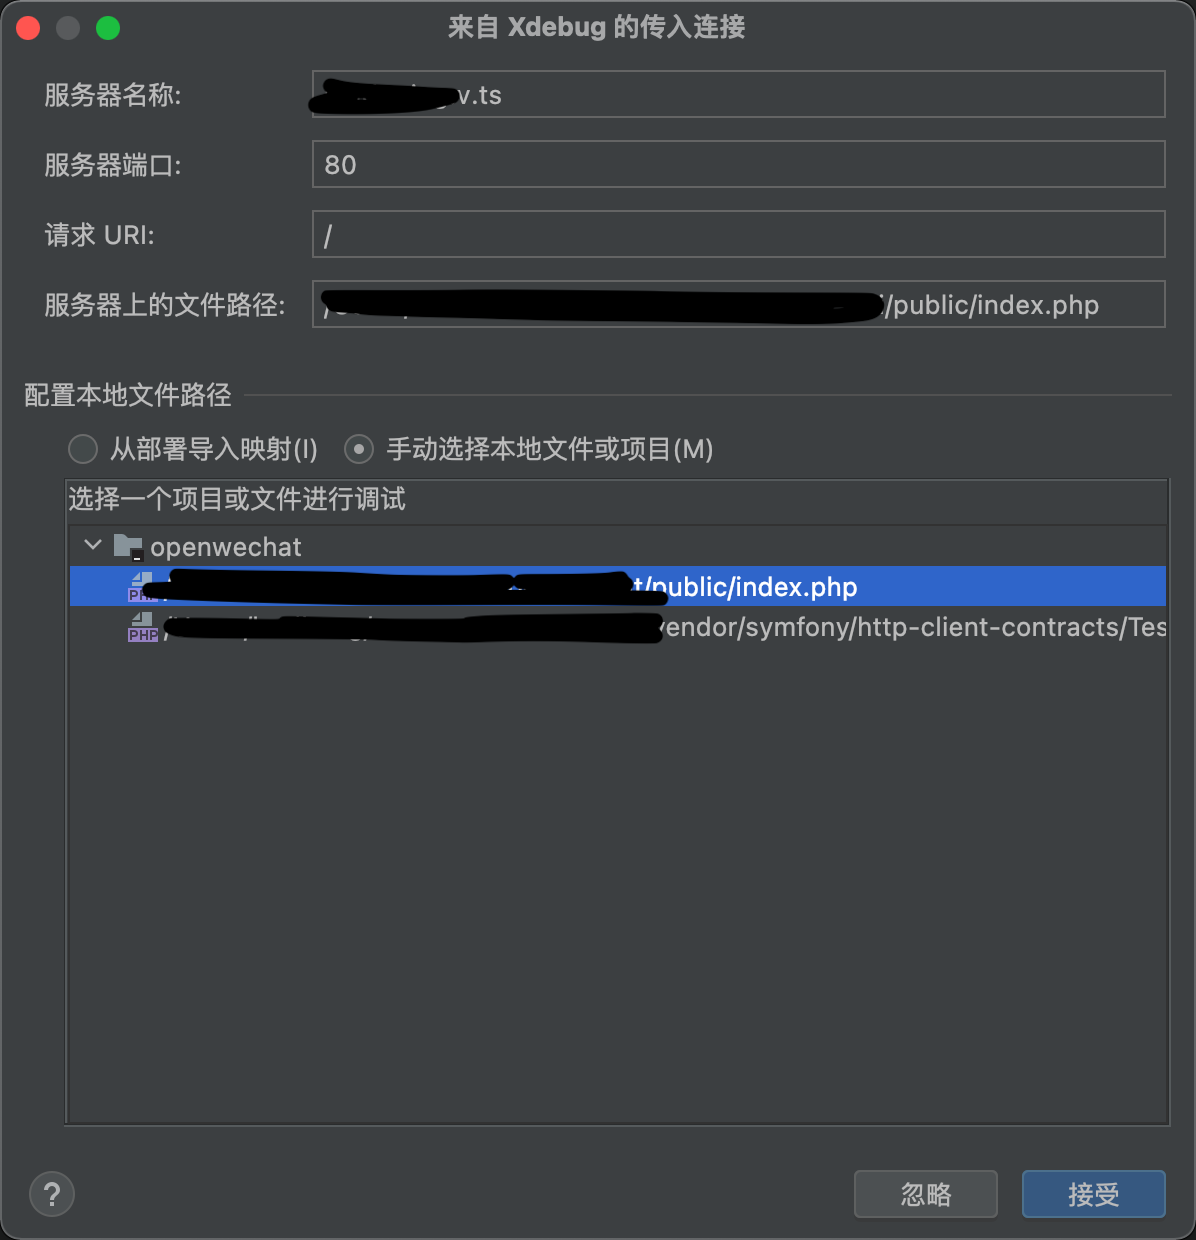 来自 Xdebug 的传入连接
服务器名称: v.ts
服务器端口: 80
请求 URI: /
服务器上的文件路径: /public/index.php
配置本地文件路径
从部署导入映射(I) 手动选择本地文件或项目(M)
选择一个项目或文件进行调试
openwechat
PHP t/public/index.php
PHP endor/symfony/http-client-contracts/Tes
? 忽略 接受